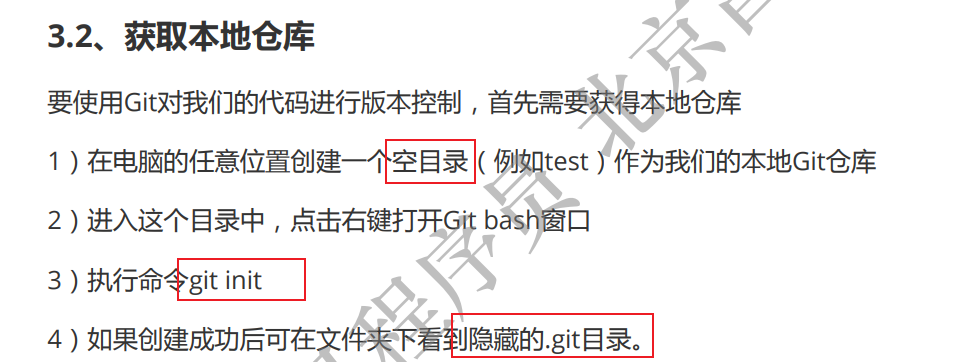 3.2、获取本地仓库
要使用Git对我们的代码进行版本控制，首先需要获得本地仓库
1）在电脑的任意位置创建一个空目录（例如test）作为我们的本地Git仓库
2）进入这个目录中，点击右键打开Git bash窗口
3）执行命令git init
4）如果创建成功后可在文件夹下看到隐藏的.git目录。
程序员 北京